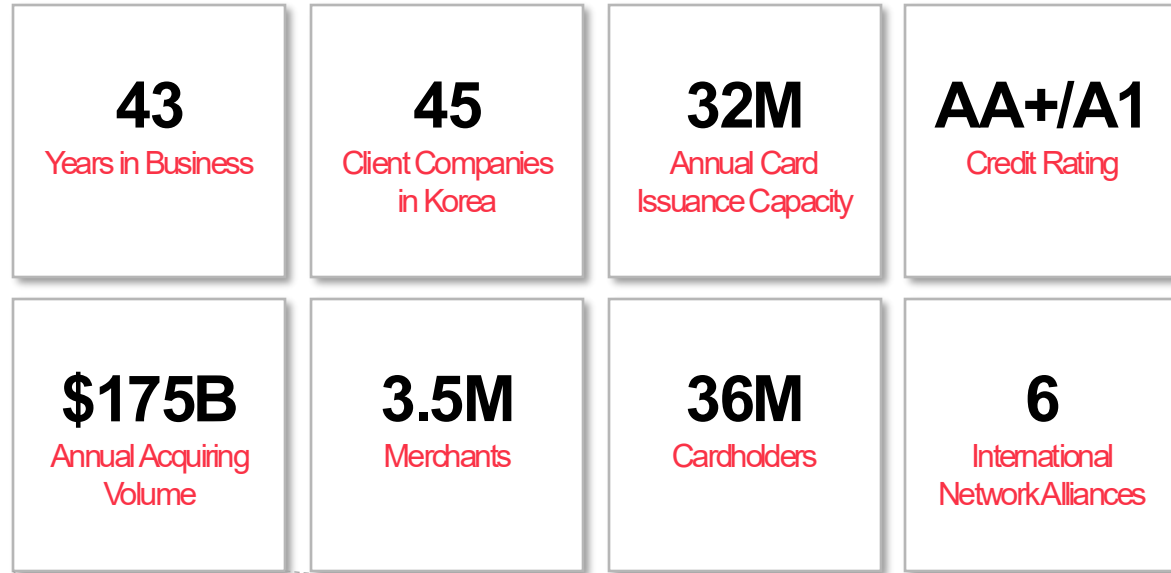 43
Years in Business
45
Client Companies
in Korea
32M
Annual Card
Issuance Capacity
AA+/A1
Credit Rating
$175B
Annual Acquiring
Volume
3.5M
Merchants
36M
Cardholders
6
International
Network Alliances